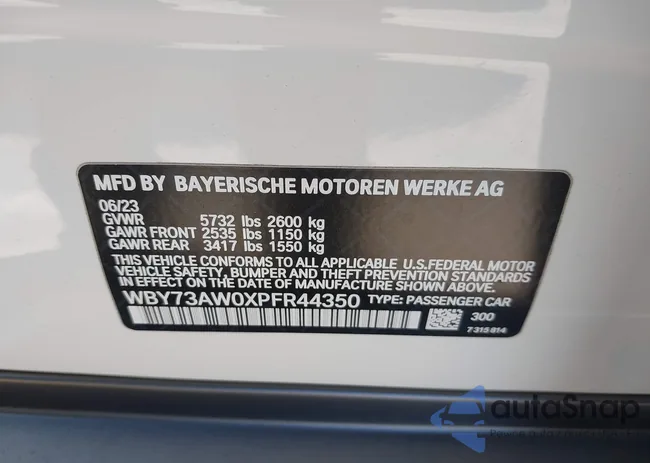 MFD BY BAYERISCHE MOTOREN WERKE AG
06/23
GVWR 5732 lbs 2600 kg
GAWR FRONT 2535 lbs 1150 kg
GAWR REAR 3417 lbs 1550 kg
THIS VEHICLE CONFORMS TO ALL APPLICABLE U.S.FEDERAL MOTOR
VEHICLE SAFETY, BUMPER AND THEFT PREVENTION STANDARDS
IN EFFECT ON THE DATE OF MANUFACTURE SHOWN ABOVE.
WBY73AW0XPFR44350 TYPE: PASSENGER CAR
300
7 315 814
autoSnap